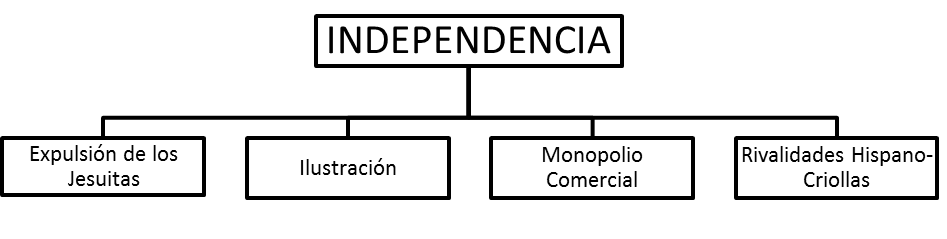 INDEPENDENCIA
Expulsión de los
Jesuitas
Ilustración
Monopolio
Comercial
Rivalidades Hispano-
Criollas